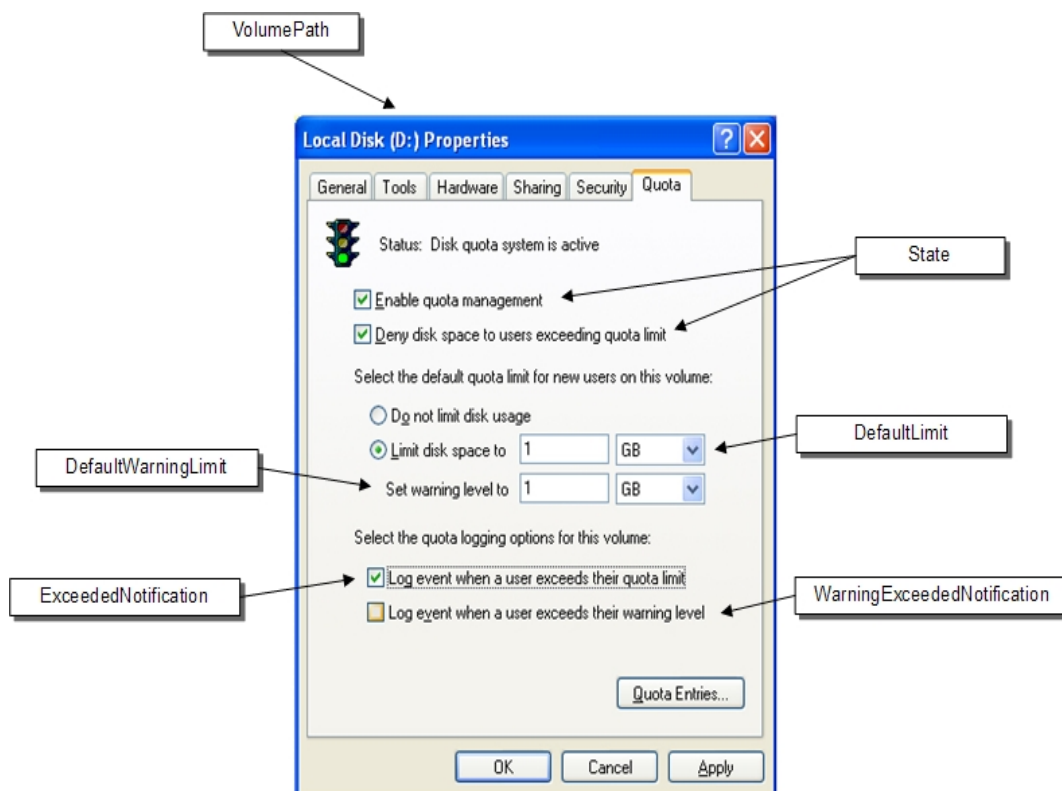 VolumePath
Local Disk (D:) Properties
General Tools Hardware Sharing Security Quota
Status: Disk quota system is active
State
Enable quota management
Deny disk space to users exceeding quota limit
Select the default quota limit for new users on this volume:
Do not limit disk usage
DefaultLimit
Limit disk space to 1 GB
DefaultWarningLimit
Set warning level to 1 GB
Select the quota logging options for this volume:
Log event when a user exceeds their quota limit
ExceededNotification
WarningExceededNotification
Log event when a user exceeds their warning level
Quota Entries...
OK Cancel Apply